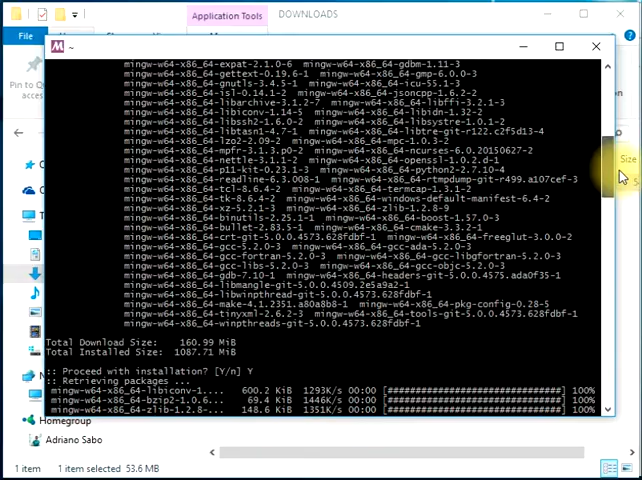 Application Tools DOWNLOADS
File
~
Pin to Q
acces
mingw-w64-x86_64-expat-2.1.0-6 mingw-w64-x86_64-gdbm-1.11-3
mingw-w64-x86_64-gettext-0.19.6-1 mingw-w64-x86_64-gmp-6.0.0-3
mingw-w64-x86_64-gnutls-3.4.5-1 mingw-w64-x86_64-icu-55.1-3
mingw-w64-x86_64-isl-0.14.1-2 mingw-w64-x86_64-jsoncpp-1.6.2-2
mingw-w64-x86_64-libarchive-3.1.2-7 mingw-w64-x86_64-libffi-3.2.1-3
mingw-w64-x86_64-libiconv-1.14-5 mingw-w64-x86_64-libidn-1.32-2
mingw-w64-x86_64-libssh2-1.6.0-2 mingw-w64-x86_64-libsystre-1.0.1-2
mingw-w64-x86_64-libtasn1-4.7-1 mingw-w64-x86_64-libtre-git-r122.c2f5d13-4
mingw-w64-x86_64-lzo2-2.09-2 mingw-w64-x86_64-mpc-1.0.3-2
mingw-w64-x86_64-mpfr-3.1.3.p0-2 mingw-w64-x86_64-ncurses-6.0.20150627-2
mingw-w64-x86_64-nettle-3.1.1-2 mingw-w64-x86_64-openssl-1.0.2.d-1
mingw-w64-x86_64-p11-kit-0.23.1-3 mingw-w64-x86_64-python2-2.7.10-4
mingw-w64-x86_64-readline-6.3.008-1 mingw-w64-x86_64-rtmpdump-git-r499.a107cef-3
mingw-w64-x86_64-tcl-8.6.4-2 mingw-w64-x86_64-termcap-1.3.1-2
mingw-w64-x86_64-tk-8.6.4-2 mingw-w64-x86_64-windows-default-manifest-6.4-2
mingw-w64-x86_64-xz-5.2.1-3 mingw-w64-x86_64-zlib-1.2.8-9
mingw-w64-x86_64-binutils-2.25.1-1 mingw-w64-x86_64-boost-1.57.0-3
mingw-w64-x86_64-bullet-2.83.5-1 mingw-w64-x86_64-cmake-3.3.2-1
mingw-w64-x86_64-crt-git-5.0.0.4573.628fdbf-1 mingw-w64-x86_64-freeglut-3.0.0-2
mingw-w64-x86_64-gcc-5.2.0-3 mingw-w64-x86_64-gcc-ada-5.2.0-3
mingw-w64-x86_64-gcc-fortran-5.2.0-3 mingw-w64-x86_64-gcc-libgfortran-5.2.0-3
mingw-w64-x86_64-gcc-libs-5.2.0-3 mingw-w64-x86_64-gcc-objc-5.2.0-3
mingw-w64-x86_64-gdb-7.10-1 mingw-w64-x86_64-headers-git-5.0.0.4575.ada0f35-1
mingw-w64-x86_64-libmangle-git-5.0.0.4509.2e5a9a2-1
mingw-w64-x86_64-libwinpthread-git-5.0.0.4573.628fdbf-1
mingw-w64-x86_64-make-4.1.2351.a80a8b8-1 mingw-w64-x86_64-pkg-config-0.28-5
mingw-w64-x86_64-tinyxml-2.6.2-3 mingw-w64-x86_64-tools-git-5.0.0.4573.628fdbf-1
mingw-w64-x86_64-winpthreads-git-5.0.0.4573.628fdbf-1
Total Download Size: 160.99 MiB
Total Installed Size: 1087.71 MiB
:: Proceed with installation? [Y/n] Y
:: Retrieving packages ...
mingw-w64-x86_64-libiconv-1.... 600.2 KiB 1293K/s 00:00 [##############################] 100%
mingw-w64-x86_64-bzip2-1.0.6... 69.4 KiB 1446K/s 00:00 [##############################] 100%
mingw-w64-x86_64-zlib-1.2.8-... 148.6 KiB 1351K/s 00:00 [##############################] 100%
Size
Homegroup
Adriano Sabo
1 item 1 item selected 53.6 MB